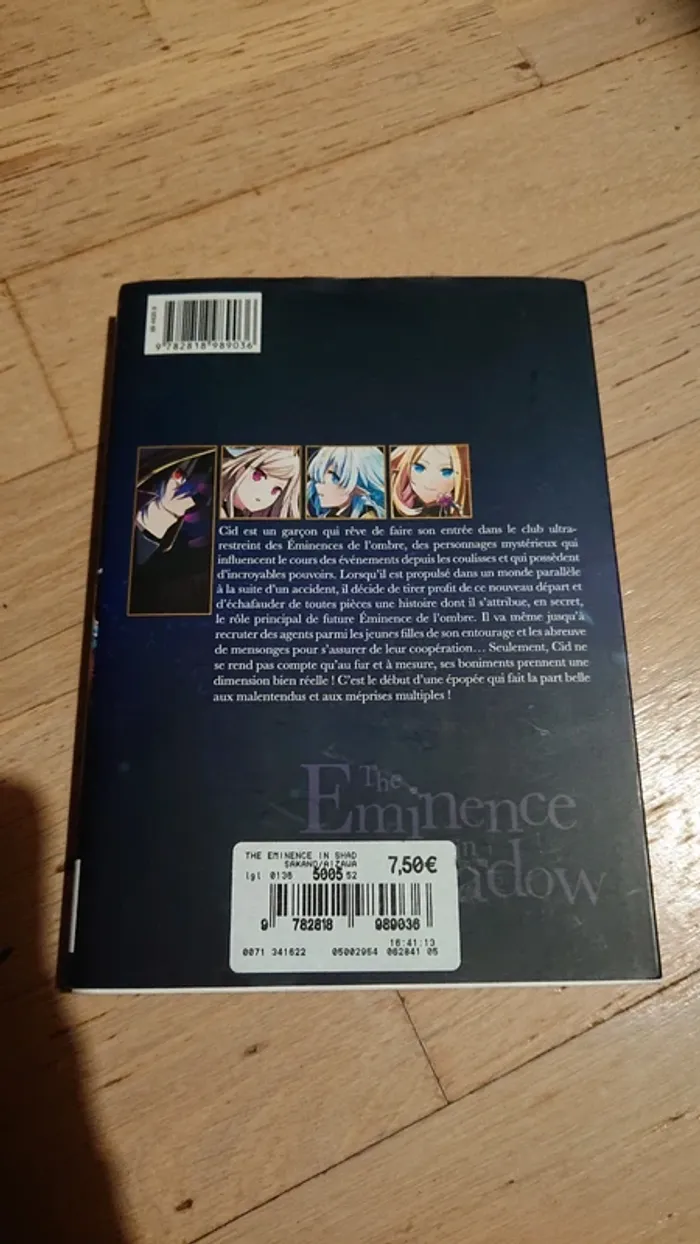 9 782818 989036
Cid est un garçon qui rêve de faire son entrée dans le club ultra-
restreint des Éminences de l'ombre, des personnages mystérieux qui
influencent le cours des événements depuis les coulisses et qui possèdent
d'incroyables pouvoirs. Lorsqu'il est propulsé dans un monde parallèle
à la suite d'un accident, il décide de tirer profit de ce nouveau départ et
d'échafauder de toutes pièces une histoire dont il s'attribue, en secret,
le rôle principal de future Éminence de l'ombre. Il va même jusqu'à
recruter des agents parmi les jeunes filles de son entourage et les abreuve
de mensonges pour s'assurer de leur coopération... Seulement, Cid ne
se rend pas compte qu'au fur et à mesure, ses boniments prennent une
dimension bien réelle ! C'est le début d'une épopée qui fait la part belle
aux malentendus et aux méprises multiples !
The
Eminence
in
adow
THE EMINENCE IN SHAD
SAKANO/AIZAWA
lgl 0136 5005 52
7,50€
9 782818 989036
16:41:13
0071 341622 05002954 062841 05